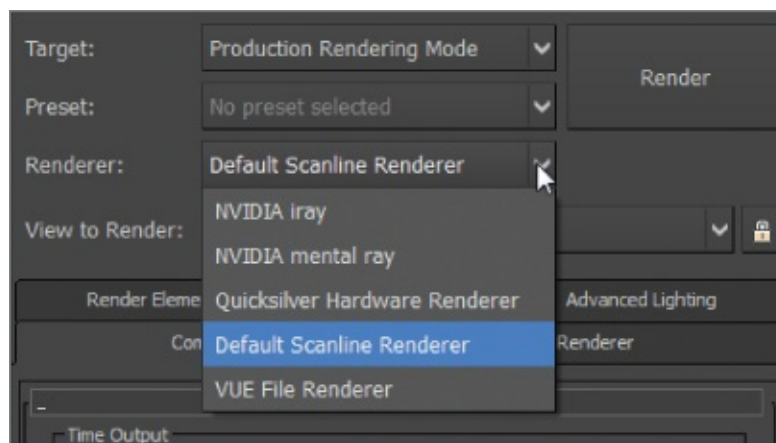 Target: Production Rendering Mode
Render
Preset: No preset selected
Renderer: Default Scanline Renderer
NVIDIA iray
View to Render:
NVIDIA mental ray
Render Eleme Quicksilver Hardware Renderer Advanced Lighting
Com Default Scanline Renderer Renderer
VUE File Renderer
Time Output